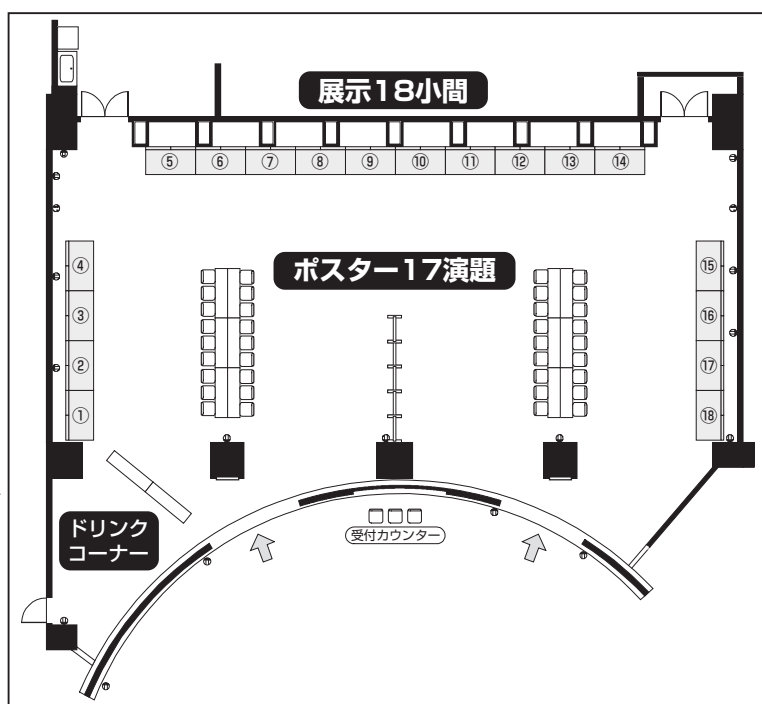 展示18小間
⑤ ⑥ ⑦ ⑧ ⑨ ⑩ ⑪ ⑫ ⑬ ⑭
ポスター17演題
④
③
②
①
⑮
⑯
⑰
⑱
ドリンク
コーナー
受付カウンター